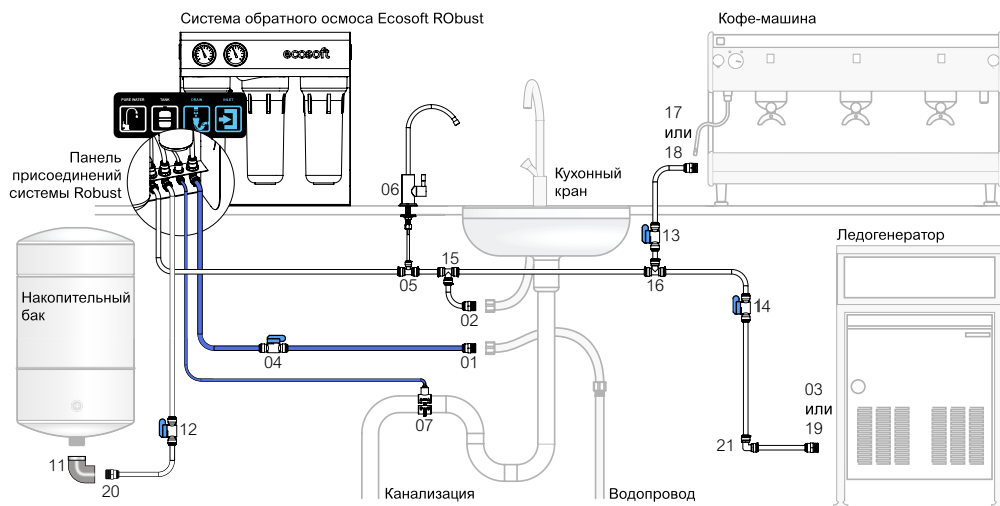 Система обратного осмоса Ecosoft RObust
Кофе-машина
ecosoft
PURE WATER
TANK
DRAIN
INLET
17
или
18
Панель
присоединений
системы Robust
06
Кухонный
кран
13
Ледогенератор
15
05
16
Накопительный
бак
02
14
04
01
03
или
19
07
12
21
11
20
Канализация
Водопровод